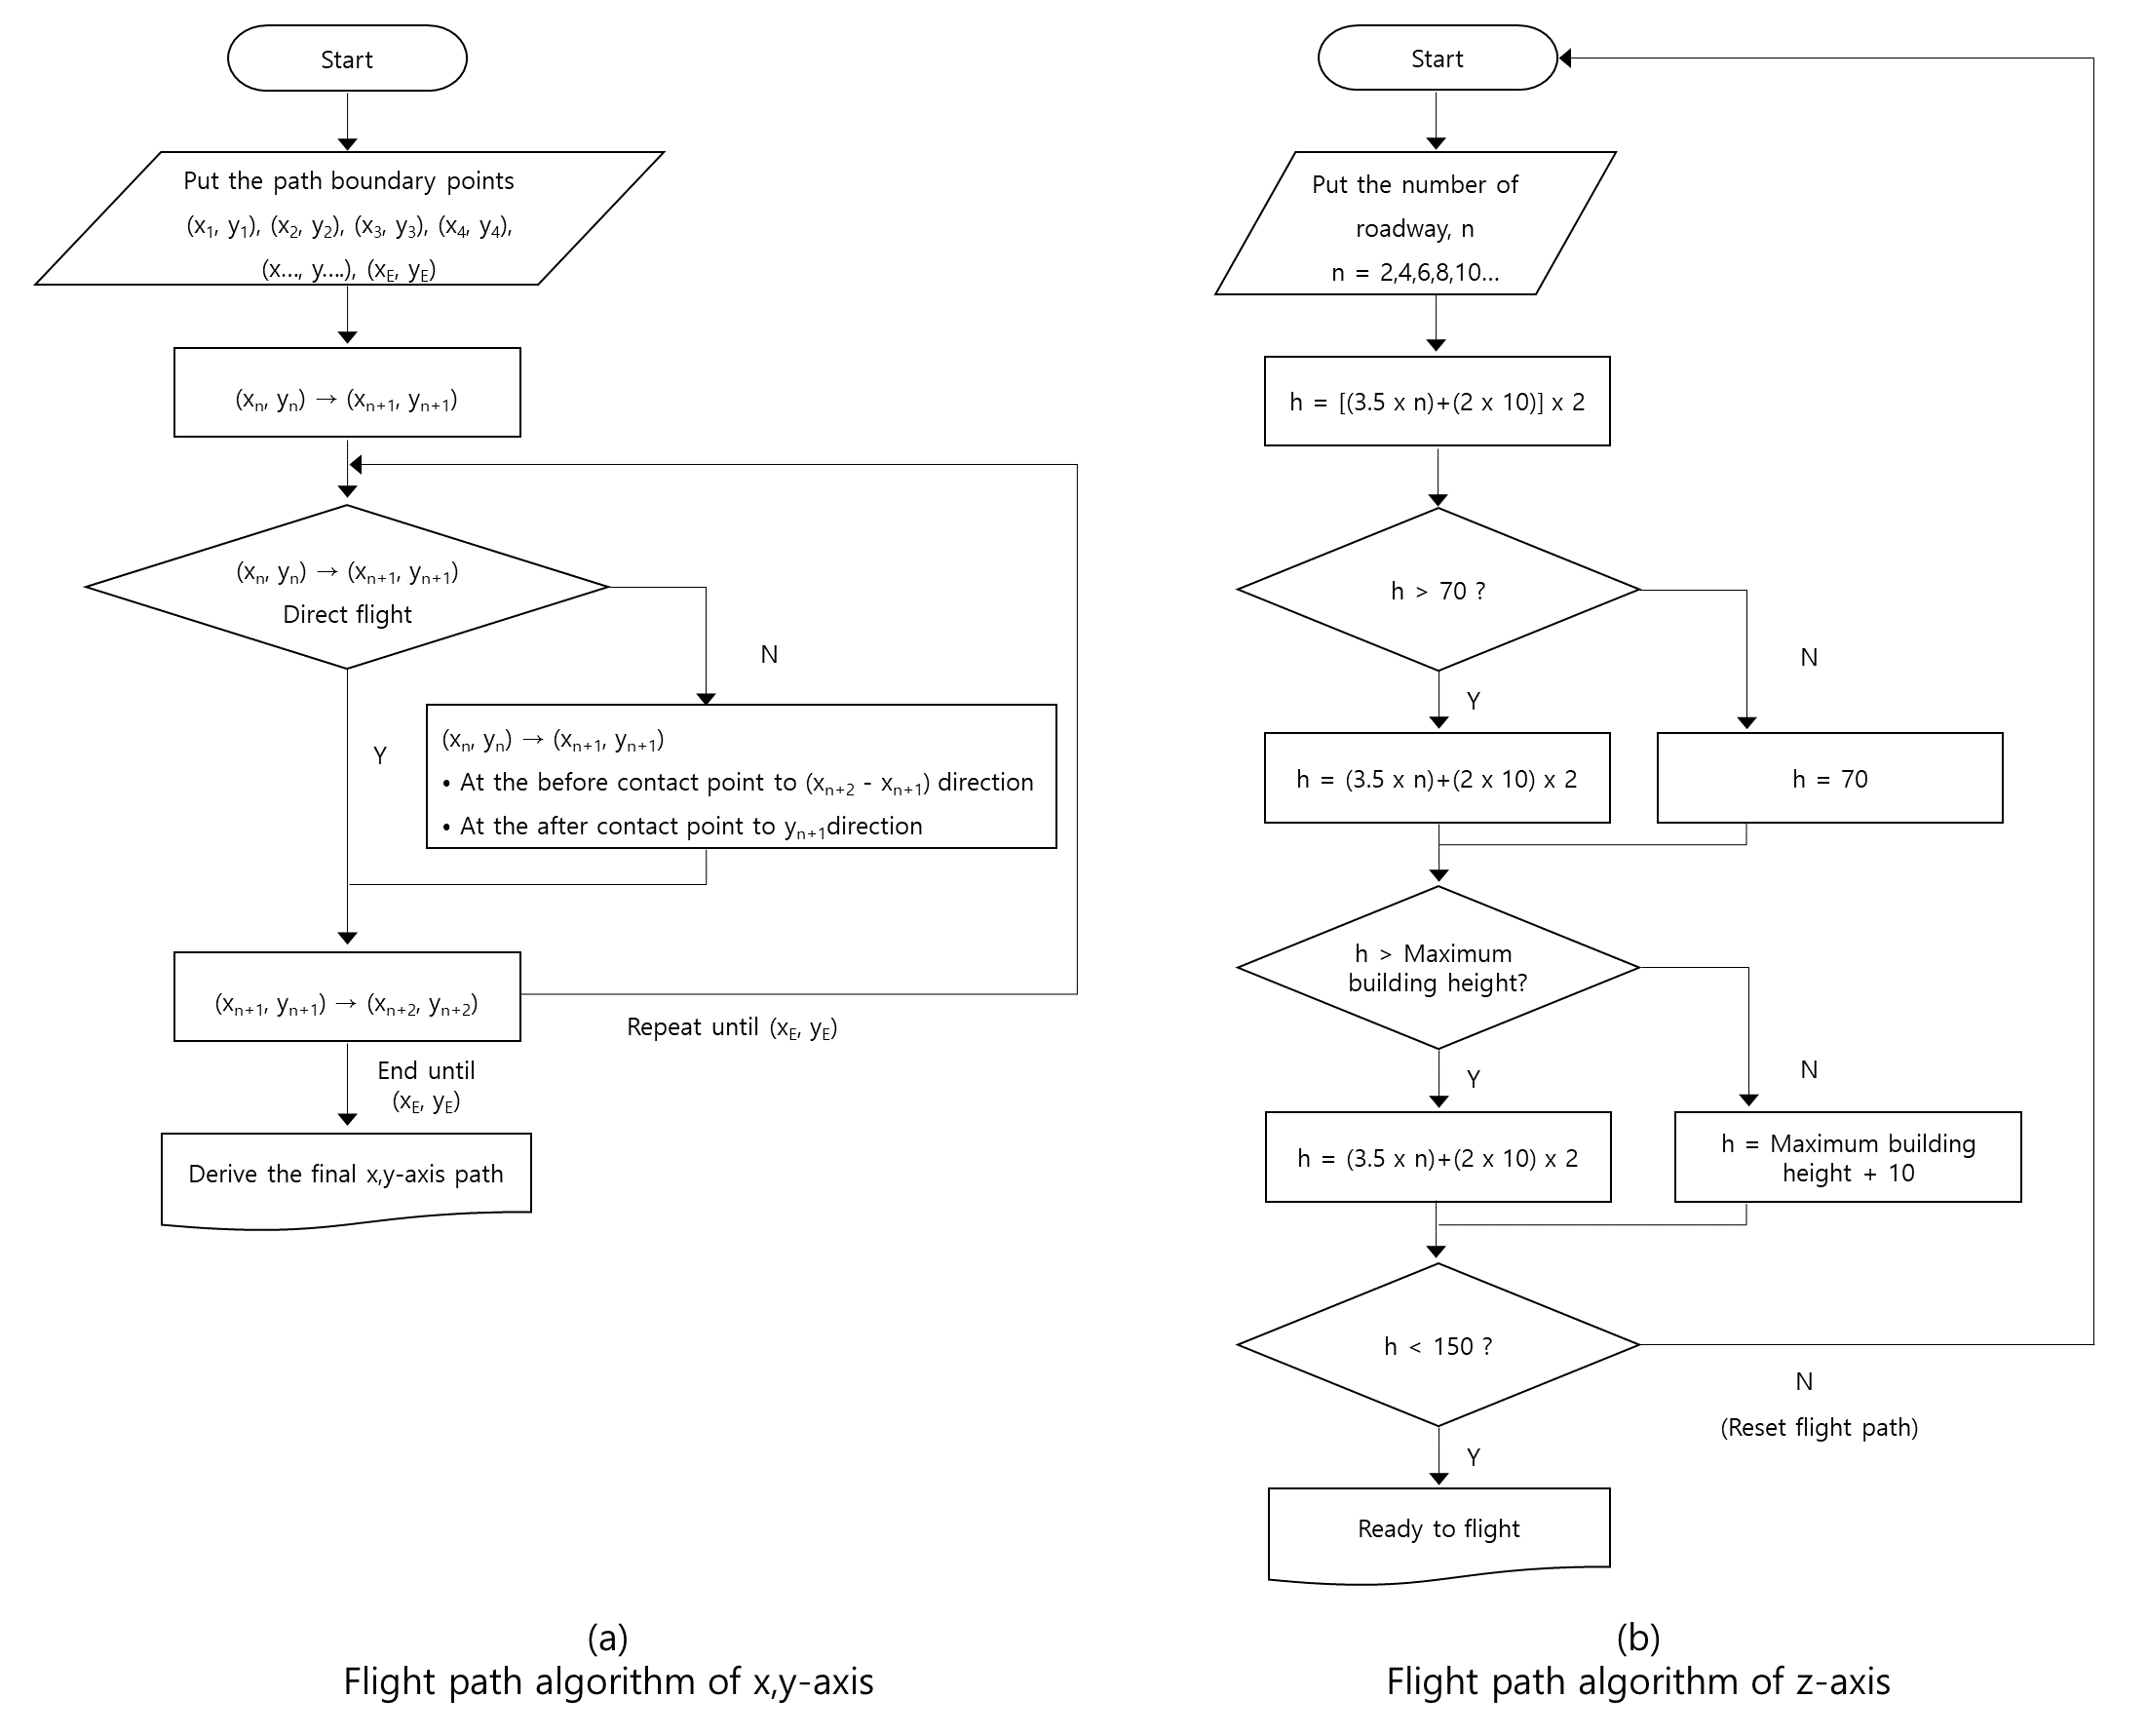 Start
Put the path boundary points
(x1, y1), (x2, y2), (x3, y3), (x4, y4),
(x..., y....), (xE, yE)
(xn, yn) → (xn+1, yn+1)
(xn, yn) → (xn+1, yn+1)
Direct flight
N
Y
(xn, yn) → (xn+1, yn+1)
• At the before contact point to (xn+2 - xn+1) direction
• At the after contact point to yn+1direction
(xn+1, yn+1) → (xn+2, yn+2)
Repeat until (xE, yE)
End until
(xE, yE)
Derive the final x,y-axis path
(a)
Flight path algorithm of x,y-axis
Start
Put the number of
roadway, n
n = 2,4,6,8,10...
h = [(3.5 x n)+(2 x 10)] x 2
h > 70 ?
N
Y
h = (3.5 x n)+(2 x 10) x 2
h = 70
h > Maximum
building height?
N
Y
h = (3.5 x n)+(2 x 10) x 2
h = Maximum building
height + 10
h < 150 ?
N
(Reset flight path)
Y
Ready to flight
(b)
Flight path algorithm of z-axis